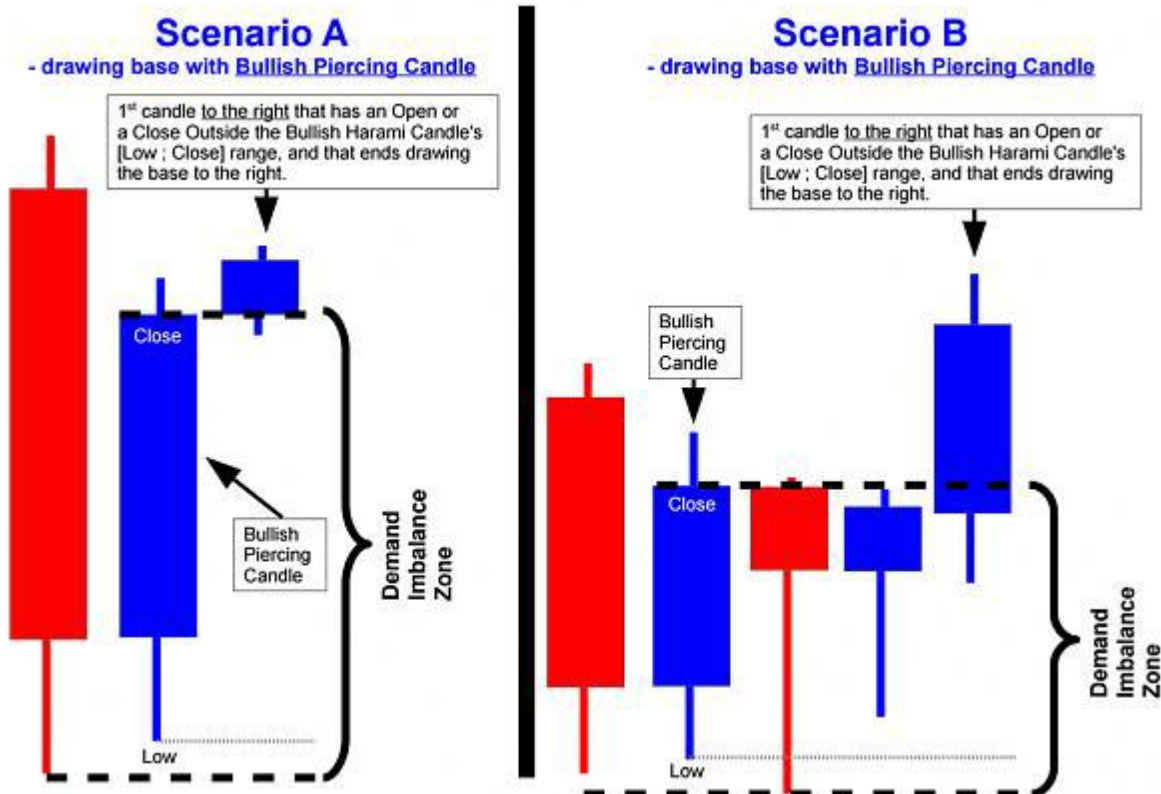 Scenario A
- drawing base with Bullish Piercing Candle
1st candle to the right that has an Open or
a Close Outside the Bullish Harami Candle's
[Low ; Close] range, and that ends drawing
the base to the right.
Close
Bullish
Piercing
Candle
Low
Demand
Imbalance
Zone
Scenario B
- drawing base with Bullish Piercing Candle
1st candle to the right that has an Open or
a Close Outside the Bullish Harami Candle's
[Low ; Close] range, and that ends drawing
the base to the right.
Bullish
Piercing
Candle
Close
Low
Demand
Imbalance
Zone